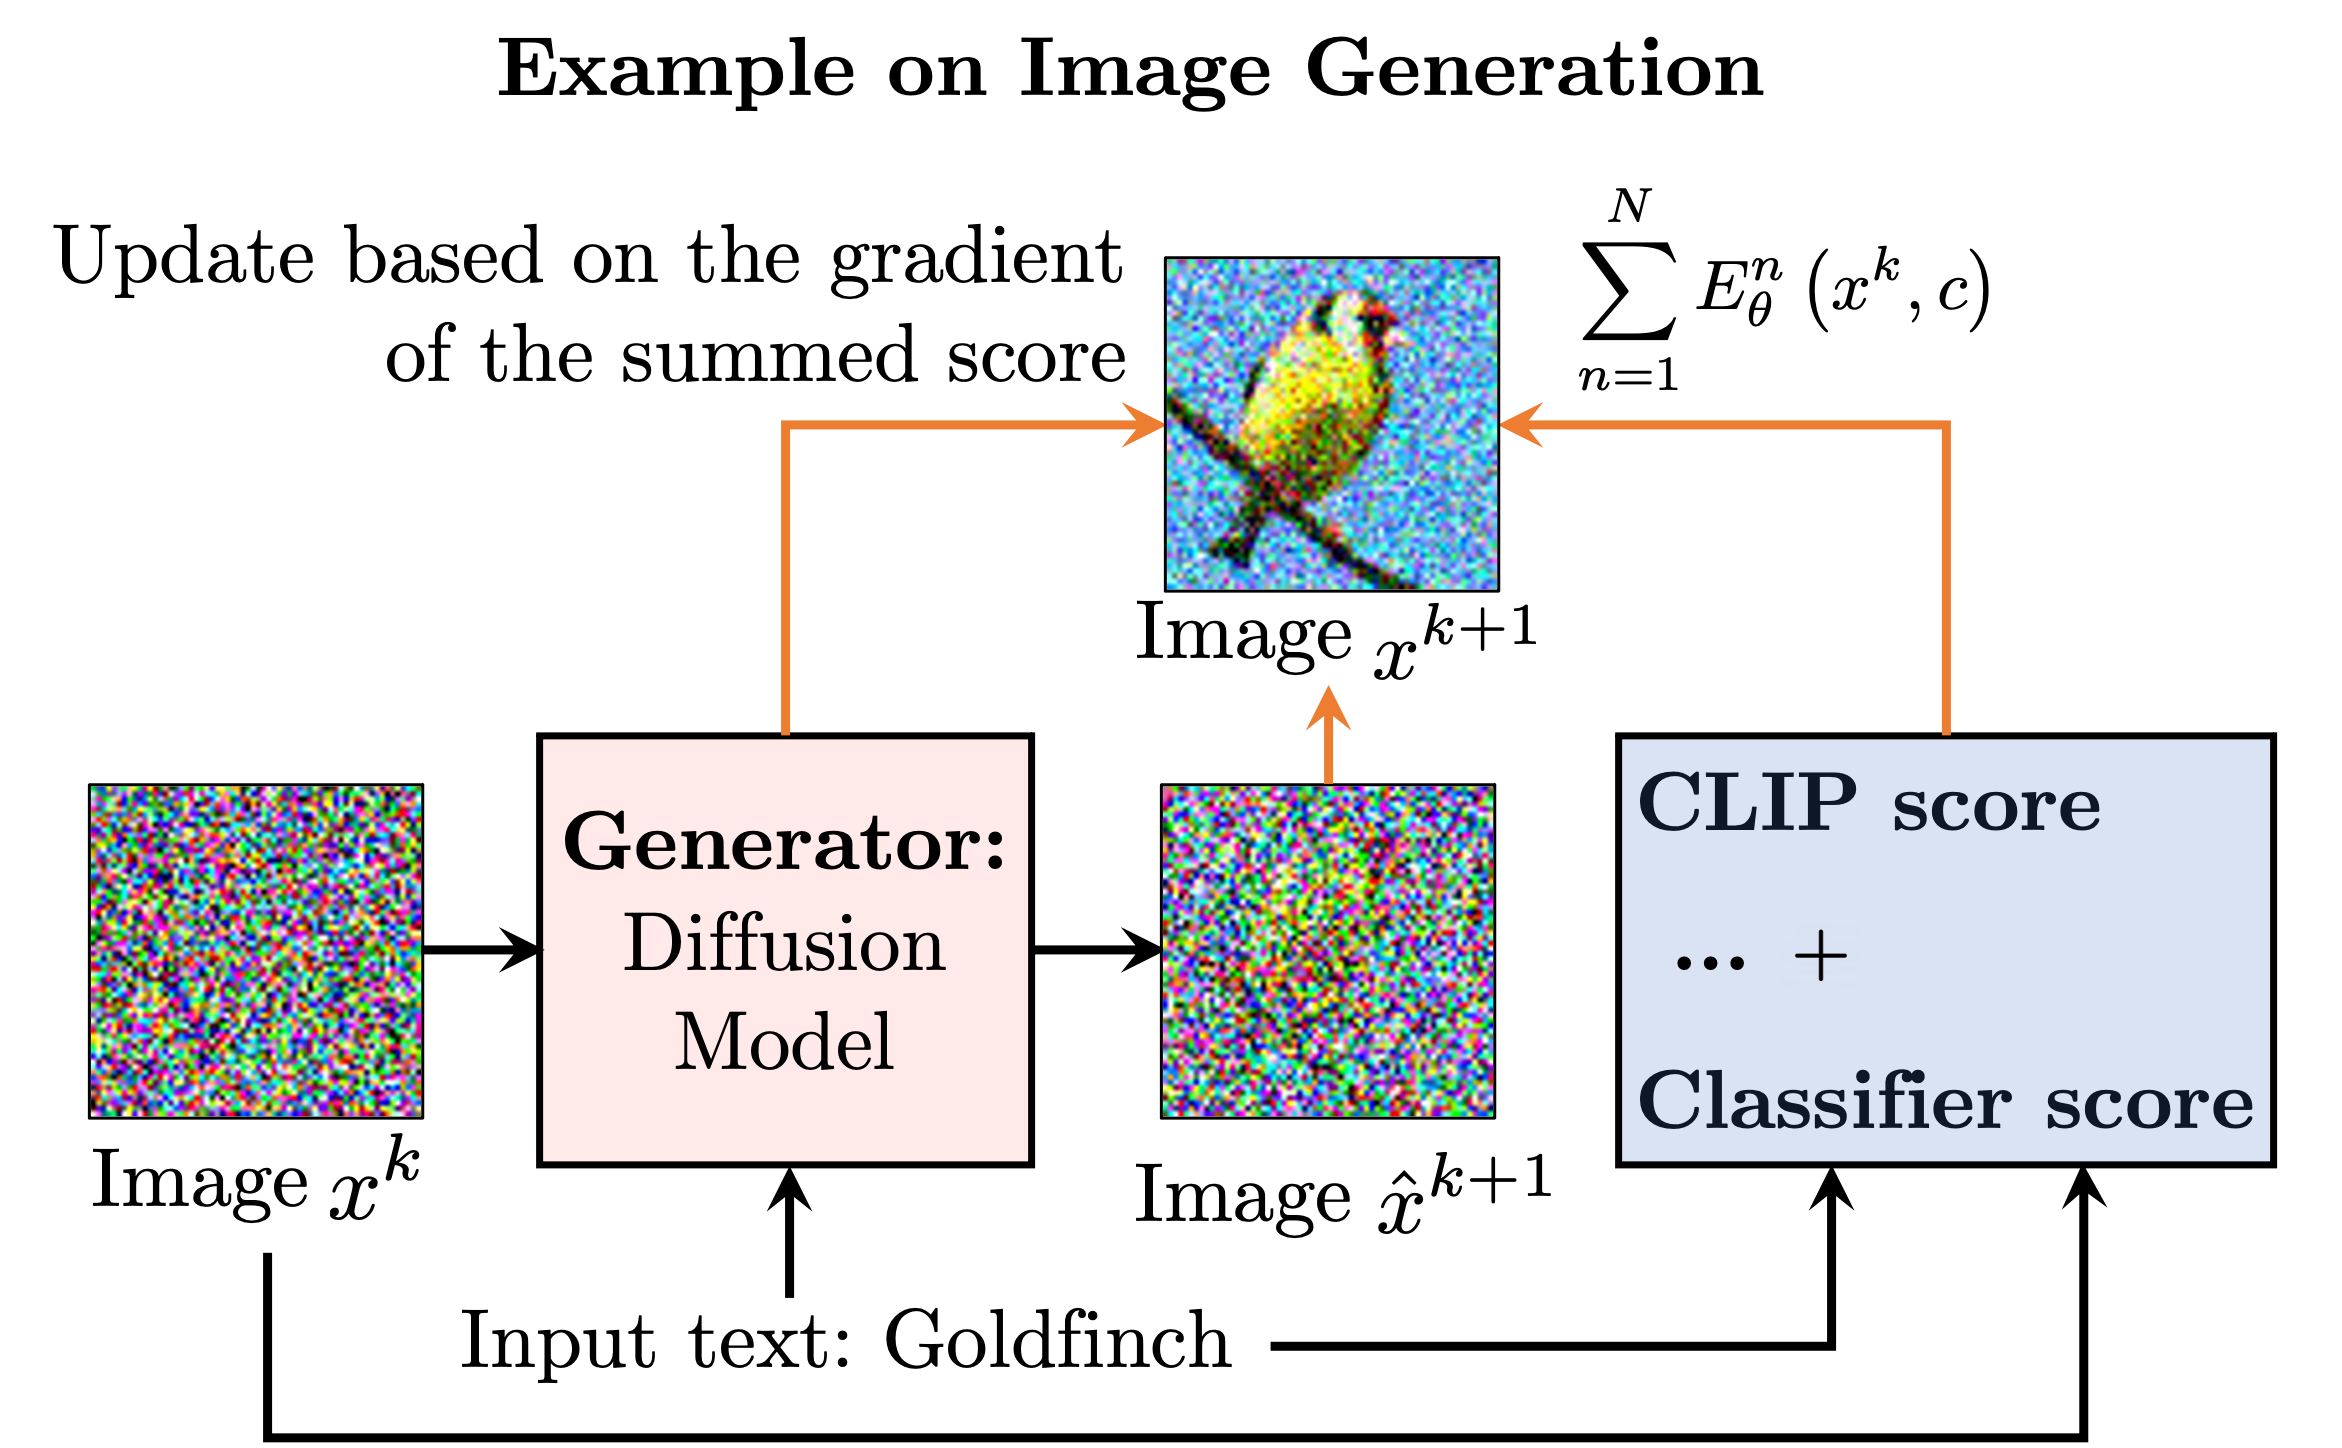 Example on Image Generation
Update based on the gradient
of the summed score
$\sum_{n=1}^{N} E_{\theta}^{n}\left(x^{k}, c\right)$
Image $x^{k+1}$
Generator:
Diffusion
Model
CLIP score
... +
Classifier score
Image $x^{k}$
Image $\hat{x}^{k+1}$
Input text: Goldfinch